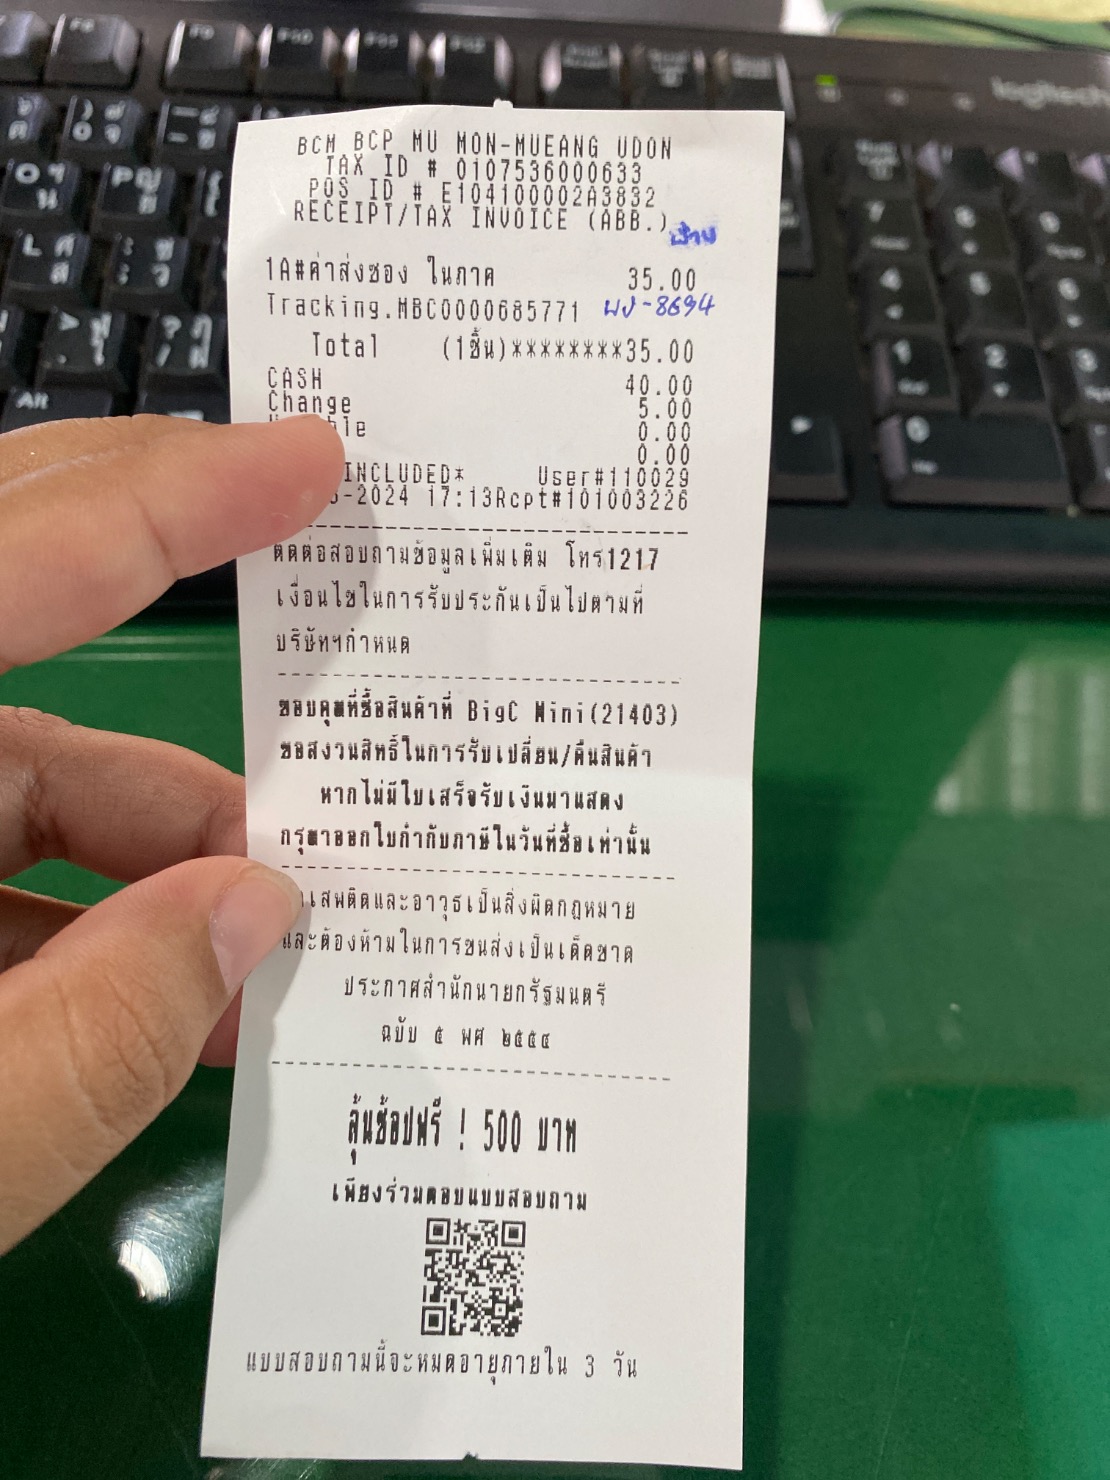 BCM BCP MU MON-MUEANG UDON
TAX ID # 0107536000633
POS ID # E104100002A3832
RECEIPT/TAX INVOICE (ABB.)
1A#ค่าส่งซอง ในภาค 35.00
Tracking.MBC0000685771 ผง-8694
Total (1ชิ้น)********35.00
CASH 40.00
Change 5.00
0.00
0.00
INCLUDED* User#110029
-2024 17:13Rcpt#101003226
ติดต่อสอบถามข้อมูลเพิ่มเติม โทร1217
เงื่อนไขในการรับประกันเป็นไปตามที่
บริษัทฯกำหนด
ขอบคุณที่ซื้อสินค้าที่ BigC Mini(21403)
ขอสงวนสิทธิ์ในการรับเปลี่ยน/คืนสินค้า
หากไม่มีใบเสร็จรับเงินมาแสดง
กรุณาออกใบกำกับภาษีในวันที่ซื้อเท่านั้น
เสพติดและอาวุธเป็นสิ่งผิดกฎหมาย
และต้องห้ามในการขนส่งเป็นเด็ดขาด
ประกาศสำนักนายกรัฐมนตรี
ฉบับ ๕ พศ ๒๕๕๔
ลุ้นช้อปฟรี ! 500 บาท
เพียงร่วมตอบแบบสอบถาม
แบบสอบถามนี้จะหมดอายุภายใน 3 วัน
logitech